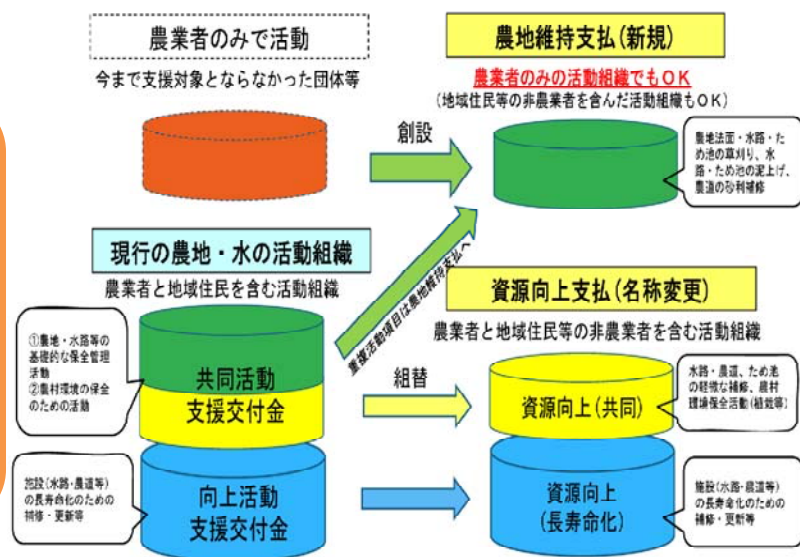 農業者のみで活動
今まで支援対象とならなかった団体等
農地維持支払(新規)
農業者のみの活動組織でもOK
(地域住民等の非農業者を含んだ活動組織もOK)
創設
農地法面・水路・た
め池の草刈り、水
路・ため池の泥上げ、
農道の砂利補修
現行の農地・水の活動組織
農業者と地域住民を含む活動組織
重複活動項目は農地維持支払へ
資源向上支払(名称変更)
農業者と地域住民等の非農業者を含む活動組織
①農地・水路等の
基礎的な保全管理
活動
②農村環境の保全
のための活動
共同活動
支援交付金
組替
資源向上(共同)
水路・農道、ため池
の軽微な補修、農村
環境保全活動(植栽等)
施設(水路・農道等)
の長寿命化のための
補修・更新等
向上活動
支援交付金
資源向上
(長寿命化)
施設(水路・農道等)
の長寿命化のための
補修・更新等